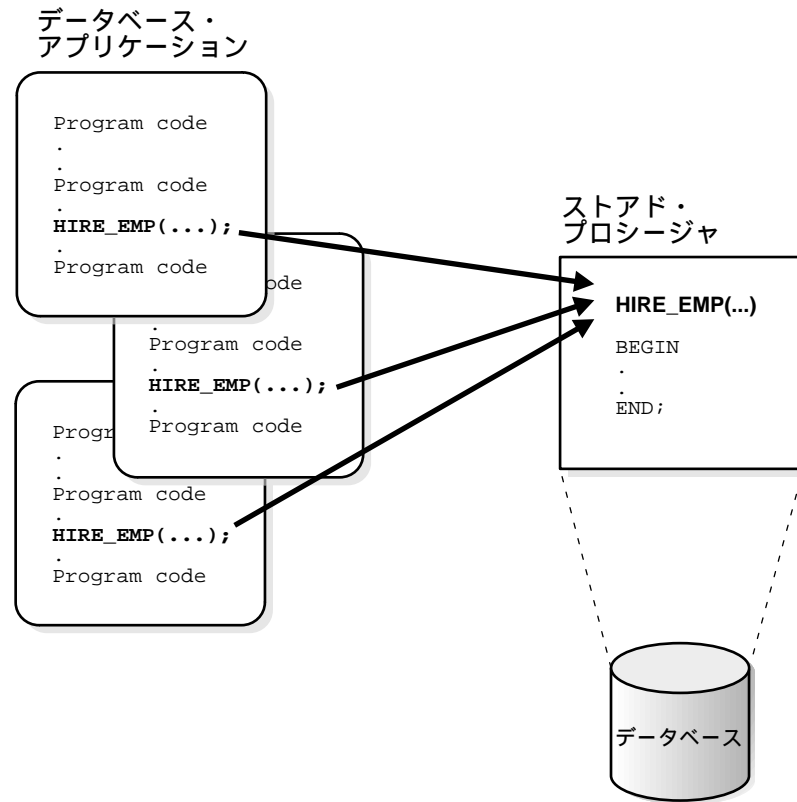 データベース・
アプリケーション
Program code
.
.
Program code
.
HIRE_EMP(...);
.
Program code
ode
.
Program code
.
HIRE_EMP(...);
.
Program code
Progr
.
.
Program code
.
HIRE_EMP(...);
.
Program code
ストアド・
プロシージャ
HIRE_EMP(...)
BEGIN
.
.
END;
データベース